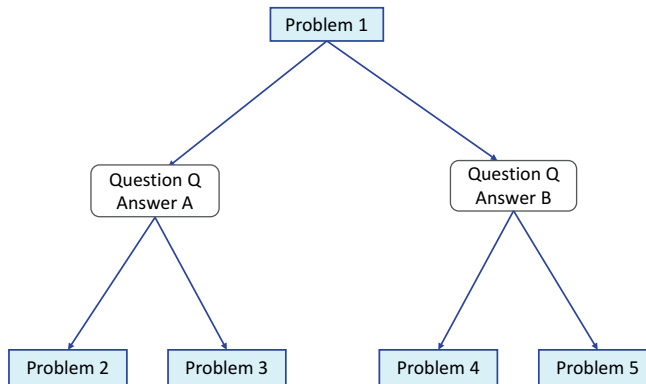 Problem 1
Question Q
Answer A
Question Q
Answer B
Problem 2
Problem 3
Problem 4
Problem 5